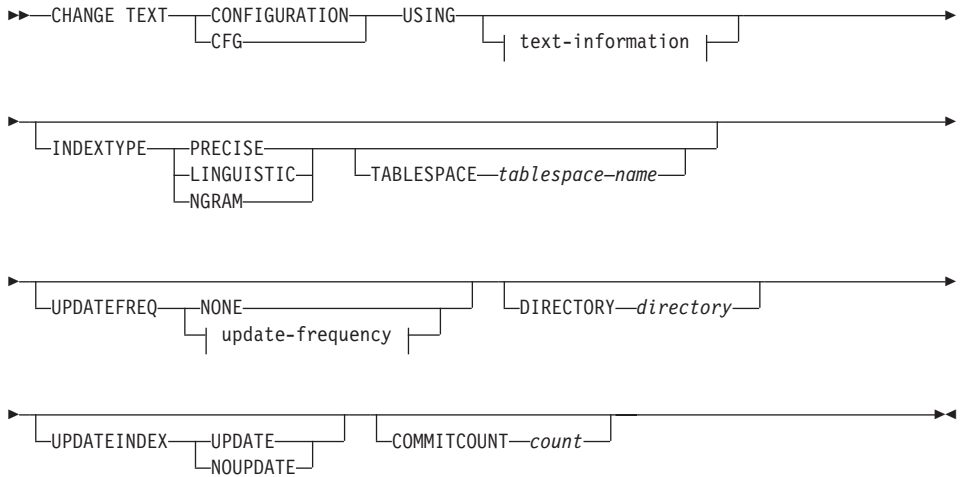 CHANGE TEXT CONFIGURATION USING
CFG text-information
INDEXTYPE PRECISE
LINGUISTIC TABLESPACE tablespace–name
NGRAM
UPDATEFREQ NONE DIRECTORY directory
update-frequency
UPDATEINDEX UPDATE COMMITCOUNT count
NOUPDATE